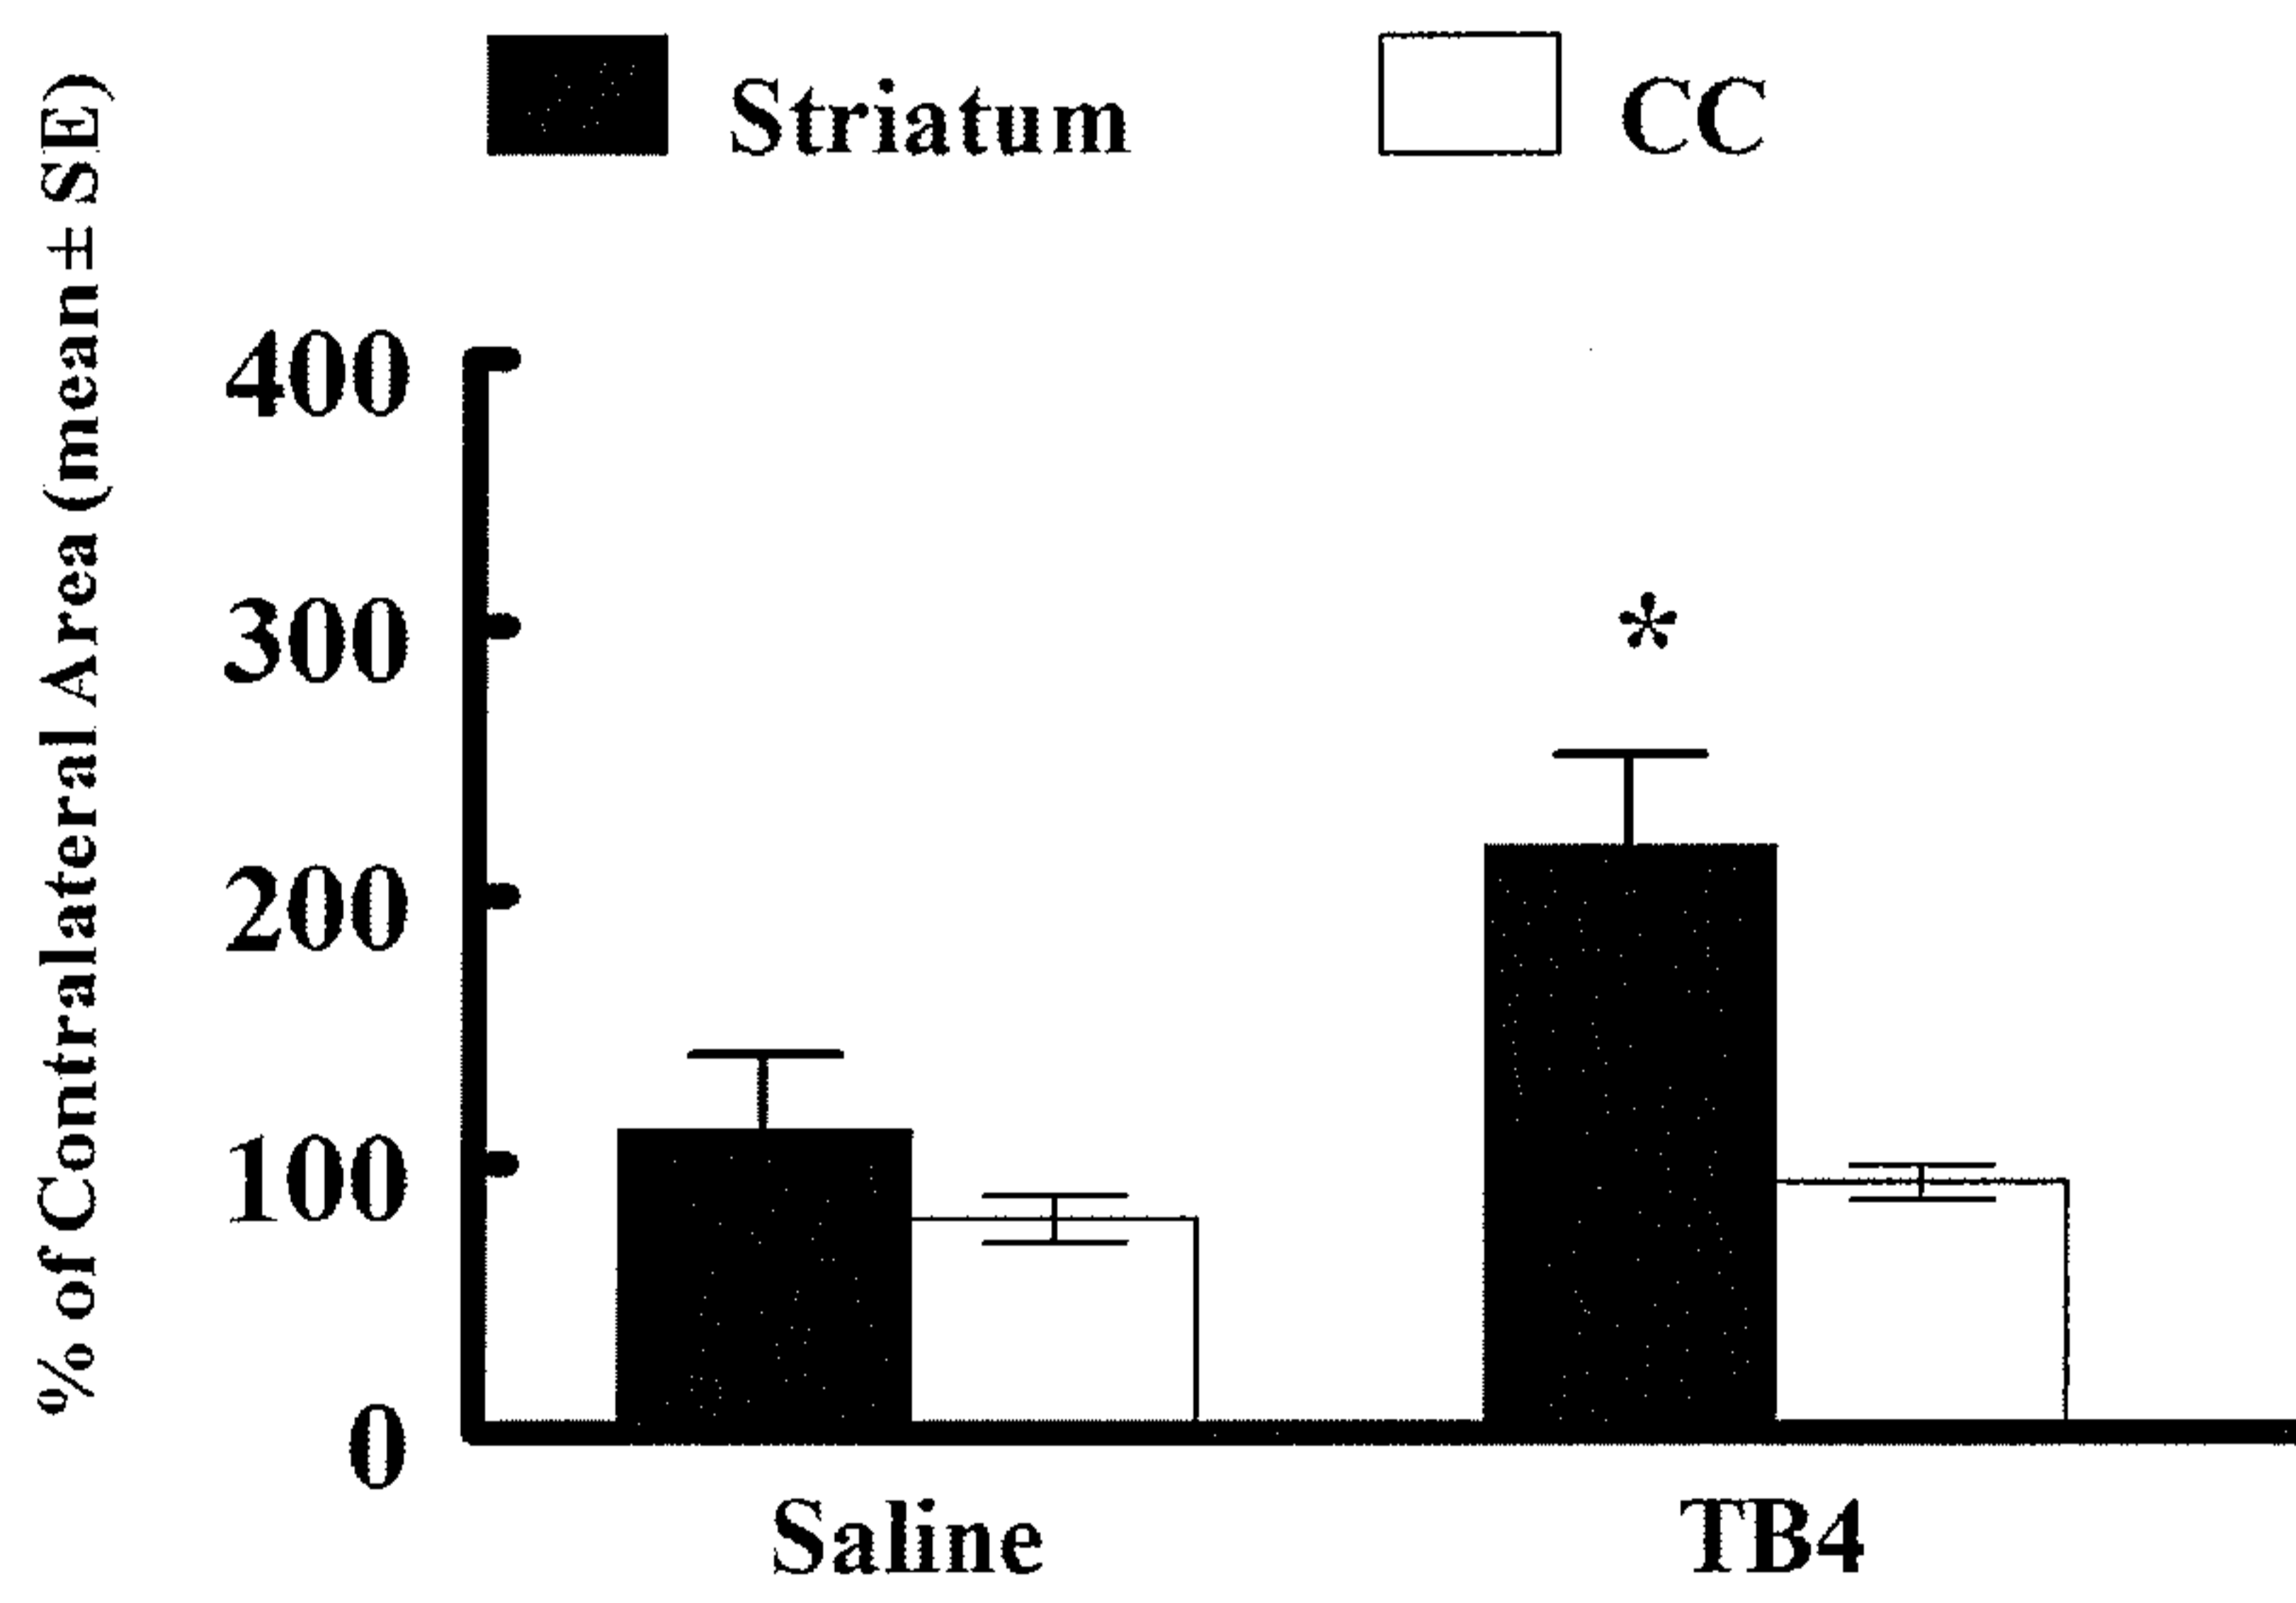 Striatum
CC
% of Contralateral Area (mean ± SE)
400
300
*
200
100
0
Saline
TB4